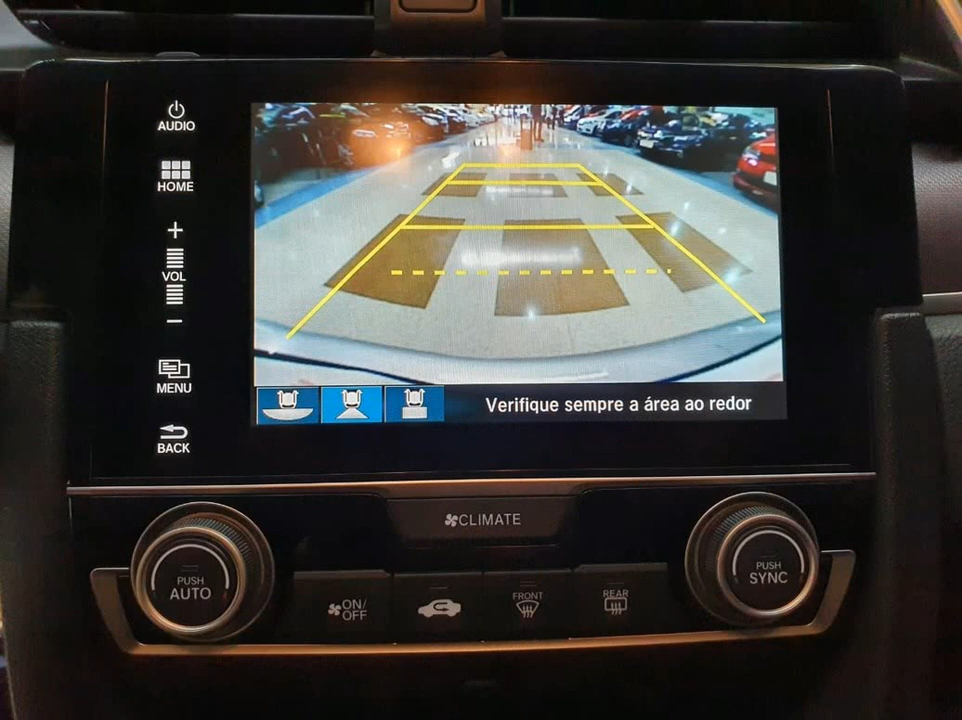 AUDIO
HOME
+
VOL
−
MENU
BACK
Verifique sempre a área ao redor
CLIMATE
PUSH
AUTO
ON/
OFF
FRONT
REAR
PUSH
SYNC